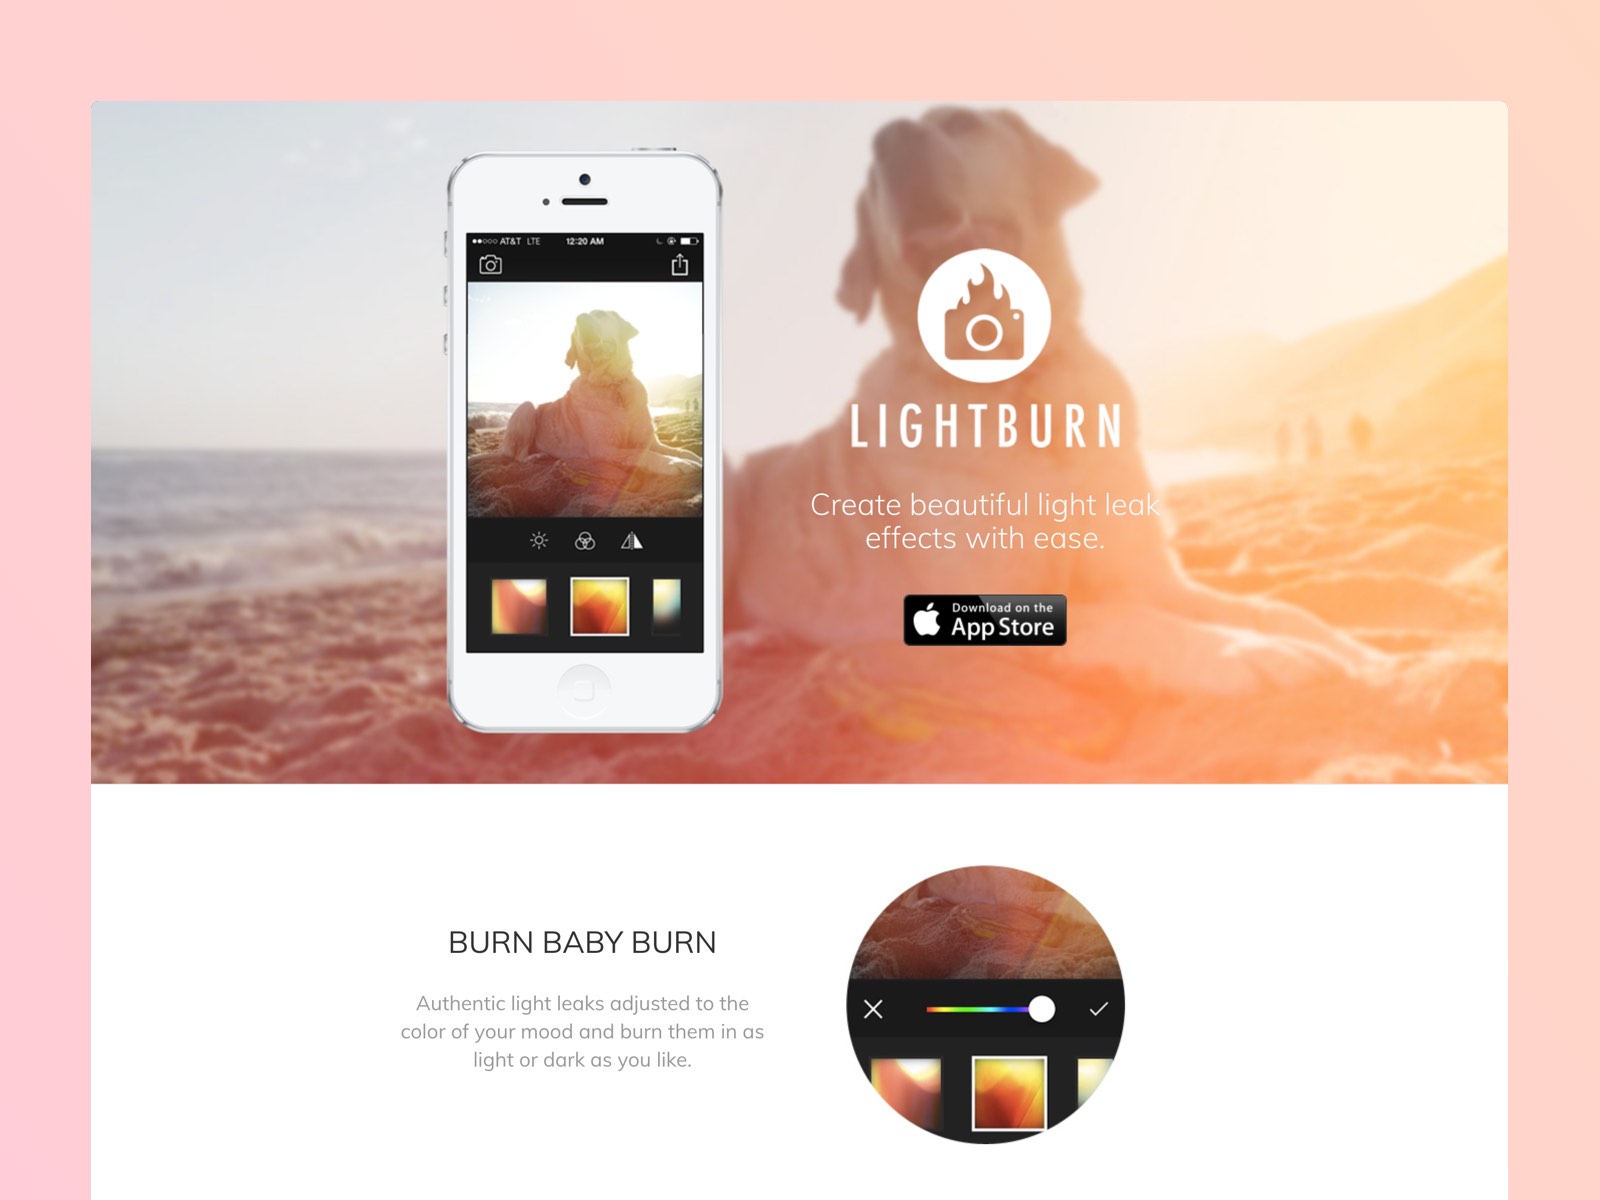 AT&T LTE 12:20 AM
LIGHTBURN
Create beautiful light leak
effects with ease.
Download on the
App Store
BURN BABY BURN
Authentic light leaks adjusted to the
color of your mood and burn them in as
light or dark as you like.